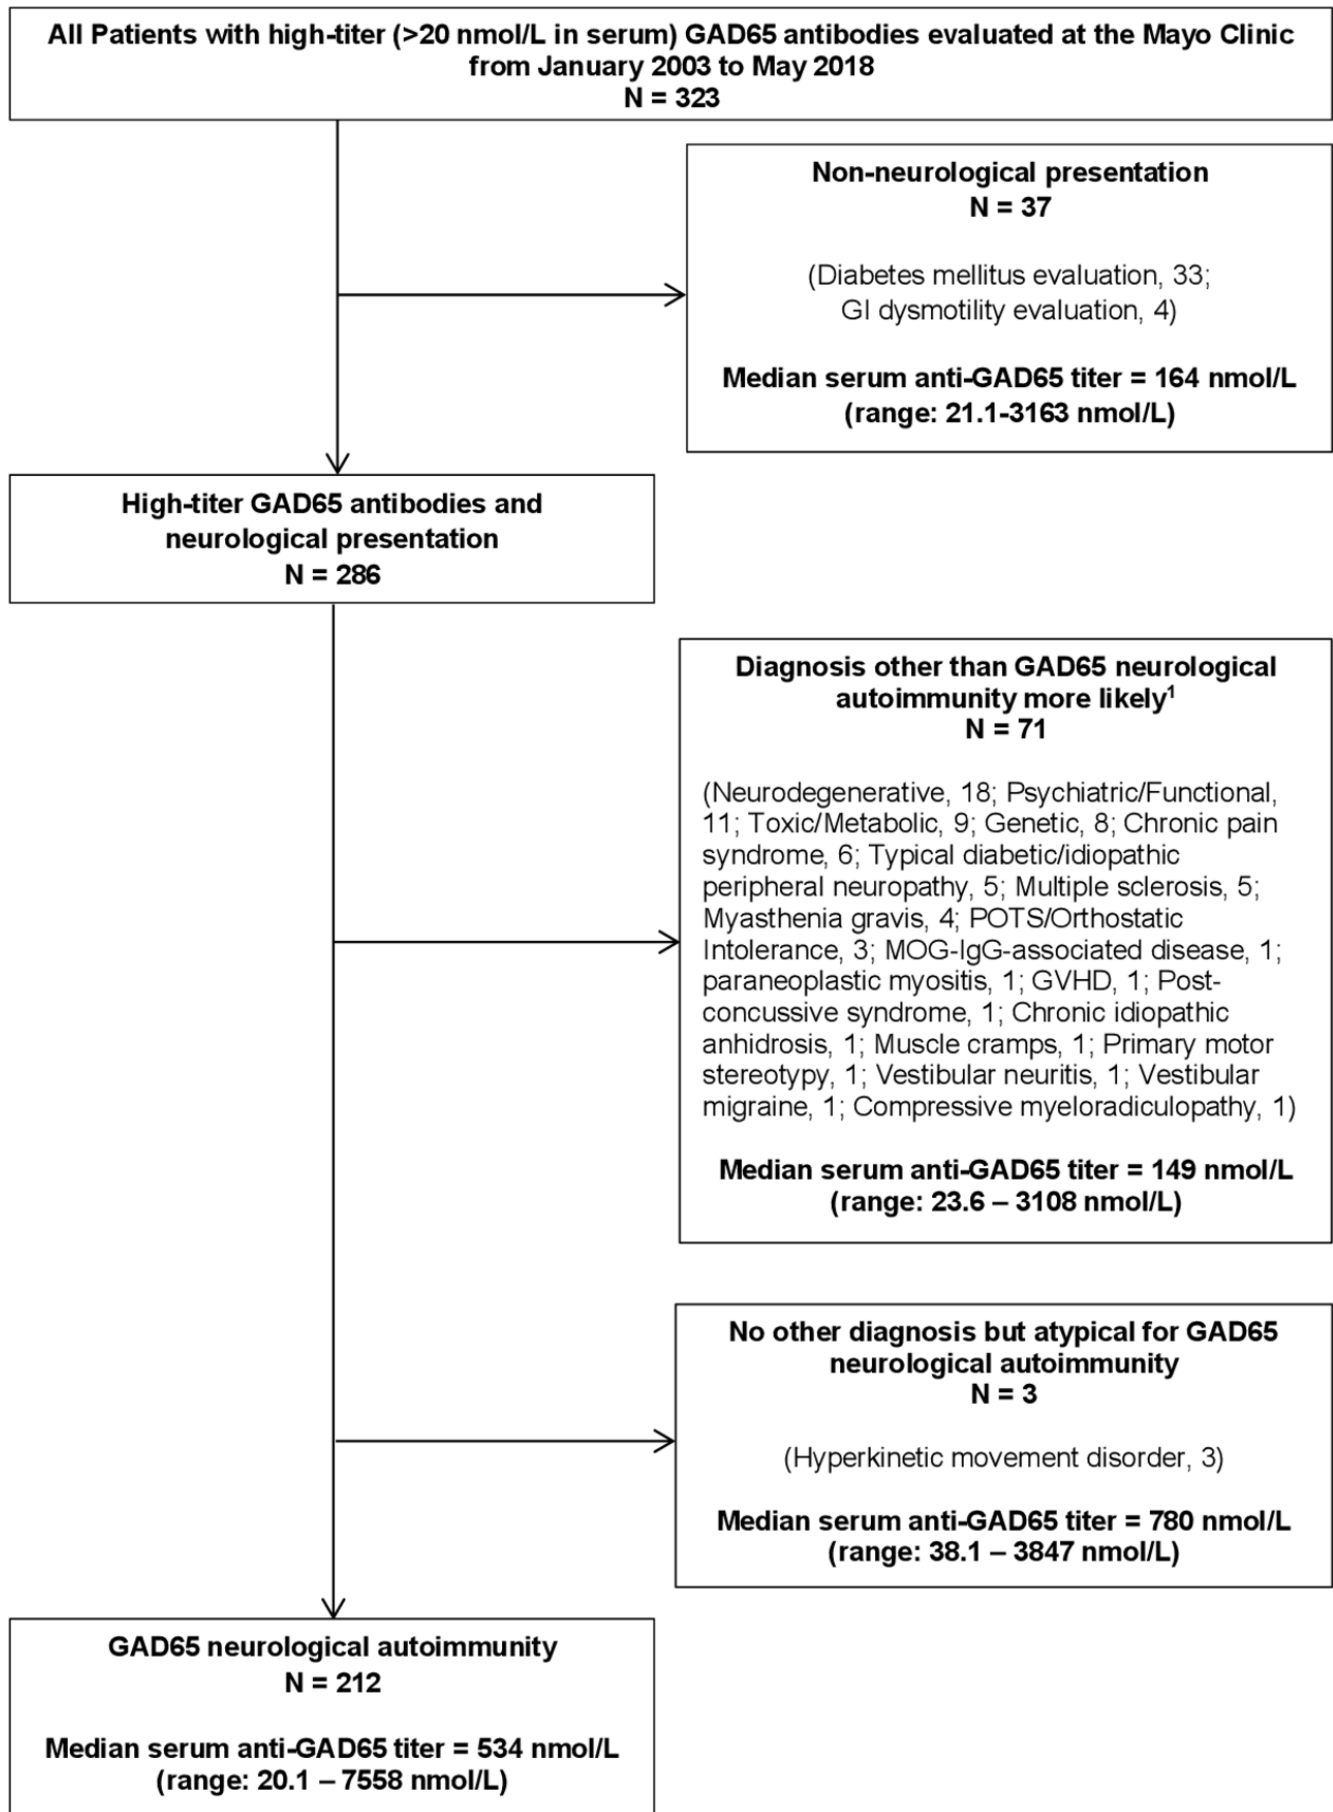 All Patients with high-titer (>20 nmol/L in serum) GAD65 antibodies evaluated at the Mayo Clinic
from January 2003 to May 2018
N = 323
Non-neurological presentation
N = 37
(Diabetes mellitus evaluation, 33;
GI dysmotility evaluation, 4)
Median serum anti-GAD65 titer = 164 nmol/L
(range: 21.1-3163 nmol/L)
High-titer GAD65 antibodies and
neurological presentation
N = 286
Diagnosis other than GAD65 neurological
autoimmunity more likely¹
N = 71
(Neurodegenerative, 18; Psychiatric/Functional,
11; Toxic/Metabolic, 9; Genetic, 8; Chronic pain
syndrome, 6; Typical diabetic/idiopathic
peripheral neuropathy, 5; Multiple sclerosis, 5;
Myasthenia gravis, 4; POTS/Orthostatic
Intolerance, 3; MOG-IgG-associated disease, 1;
paraneoplastic myositis, 1; GVHD, 1; Post-
concussive syndrome, 1; Chronic idiopathic
anhidrosis, 1; Muscle cramps, 1; Primary motor
stereotypy, 1; Vestibular neuritis, 1; Vestibular
migraine, 1; Compressive myeloradiculopathy, 1)
Median serum anti-GAD65 titer = 149 nmol/L
(range: 23.6 – 3108 nmol/L)
No other diagnosis but atypical for GAD65
neurological autoimmunity
N = 3
(Hyperkinetic movement disorder, 3)
Median serum anti-GAD65 titer = 780 nmol/L
(range: 38.1 – 3847 nmol/L)
GAD65 neurological autoimmunity
N = 212
Median serum anti-GAD65 titer = 534 nmol/L
(range: 20.1 – 7558 nmol/L)